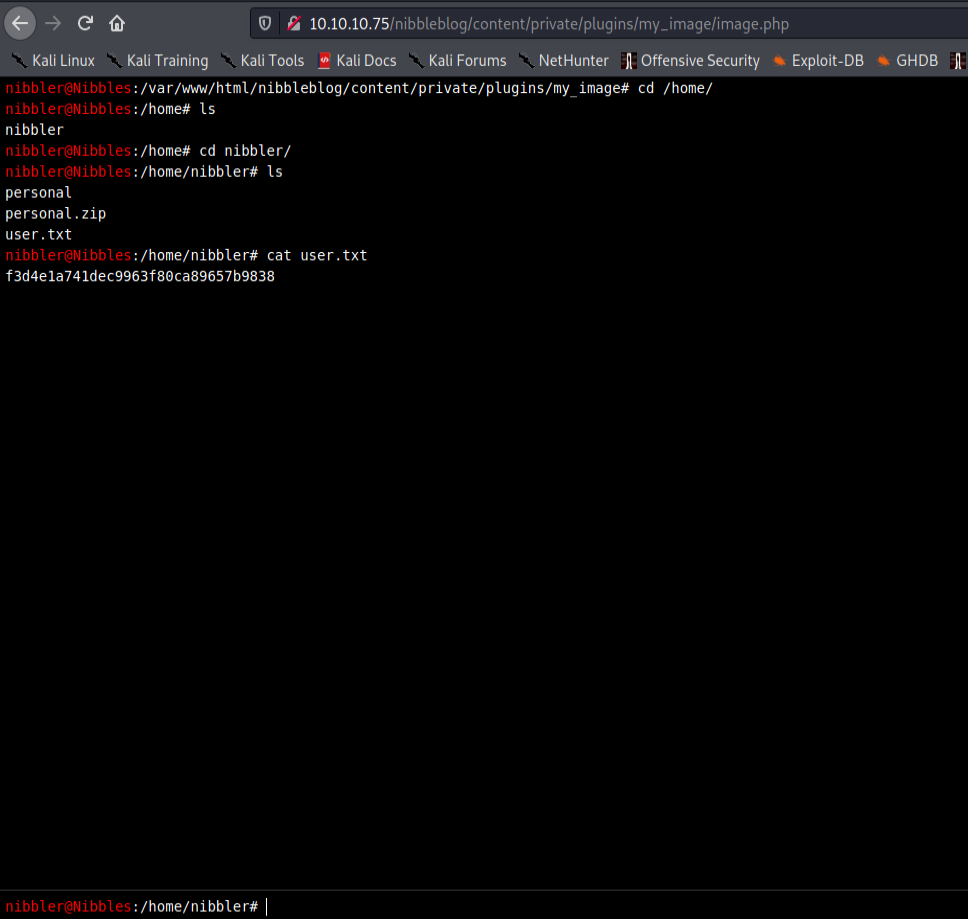 10.10.10.75/nibbleblog/content/private/plugins/my_image/image.php
Kali Linux Kali Training Kali Tools Kali Docs Kali Forums NetHunter Offensive Security Exploit-DB GHDB
nibbler@Nibbles:/var/www/html/nibbleblog/content/private/plugins/my_image# cd /home/
nibbler@Nibbles:/home# ls
nibbler
nibbler@Nibbles:/home# cd nibbler/
nibbler@Nibbles:/home/nibbler# ls
personal
personal.zip
user.txt
nibbler@Nibbles:/home/nibbler# cat user.txt
f3d4e1a741dec9963f80ca89657b9838
nibbler@Nibbles:/home/nibbler#